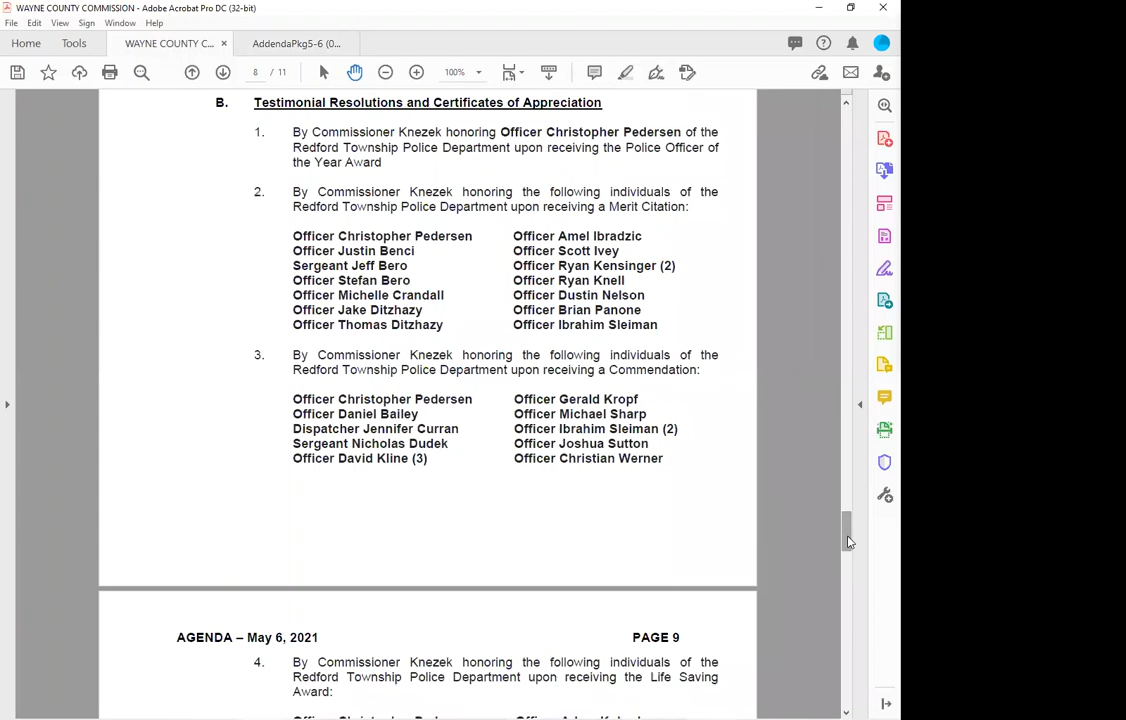 WAYNE COUNTY COMMISSION - Adobe Acrobat Pro DC (32-bit)
File Edit View Sign Window Help
Home Tools WAYNE COUNTY C... × AddendaPkg5-6 (0...
8 / 11 100%
B. Testimonial Resolutions and Certificates of Appreciation
1. By Commissioner Knezek honoring Officer Christopher Pedersen of the
Redford Township Police Department upon receiving the Police Officer of
the Year Award
2. By Commissioner Knezek honoring the following individuals of the
Redford Township Police Department upon receiving a Merit Citation:
Officer Christopher Pedersen Officer Amel Ibradzic
Officer Justin Benci Officer Scott Ivey
Sergeant Jeff Bero Officer Ryan Kensinger (2)
Officer Stefan Bero Officer Ryan Knell
Officer Michelle Crandall Officer Dustin Nelson
Officer Jake Ditzhazy Officer Brian Panone
Officer Thomas Ditzhazy Officer Ibrahim Sleiman
3. By Commissioner Knezek honoring the following individuals of the
Redford Township Police Department upon receiving a Commendation:
Officer Christopher Pedersen Officer Gerald Kropf
Officer Daniel Bailey Officer Michael Sharp
Dispatcher Jennifer Curran Officer Ibrahim Sleiman (2)
Sergeant Nicholas Dudek Officer Joshua Sutton
Officer David Kline (3) Officer Christian Werner
AGENDA – May 6, 2021 PAGE 9
4. By Commissioner Knezek honoring the following individuals of the
Redford Township Police Department upon receiving the Life Saving
Award: